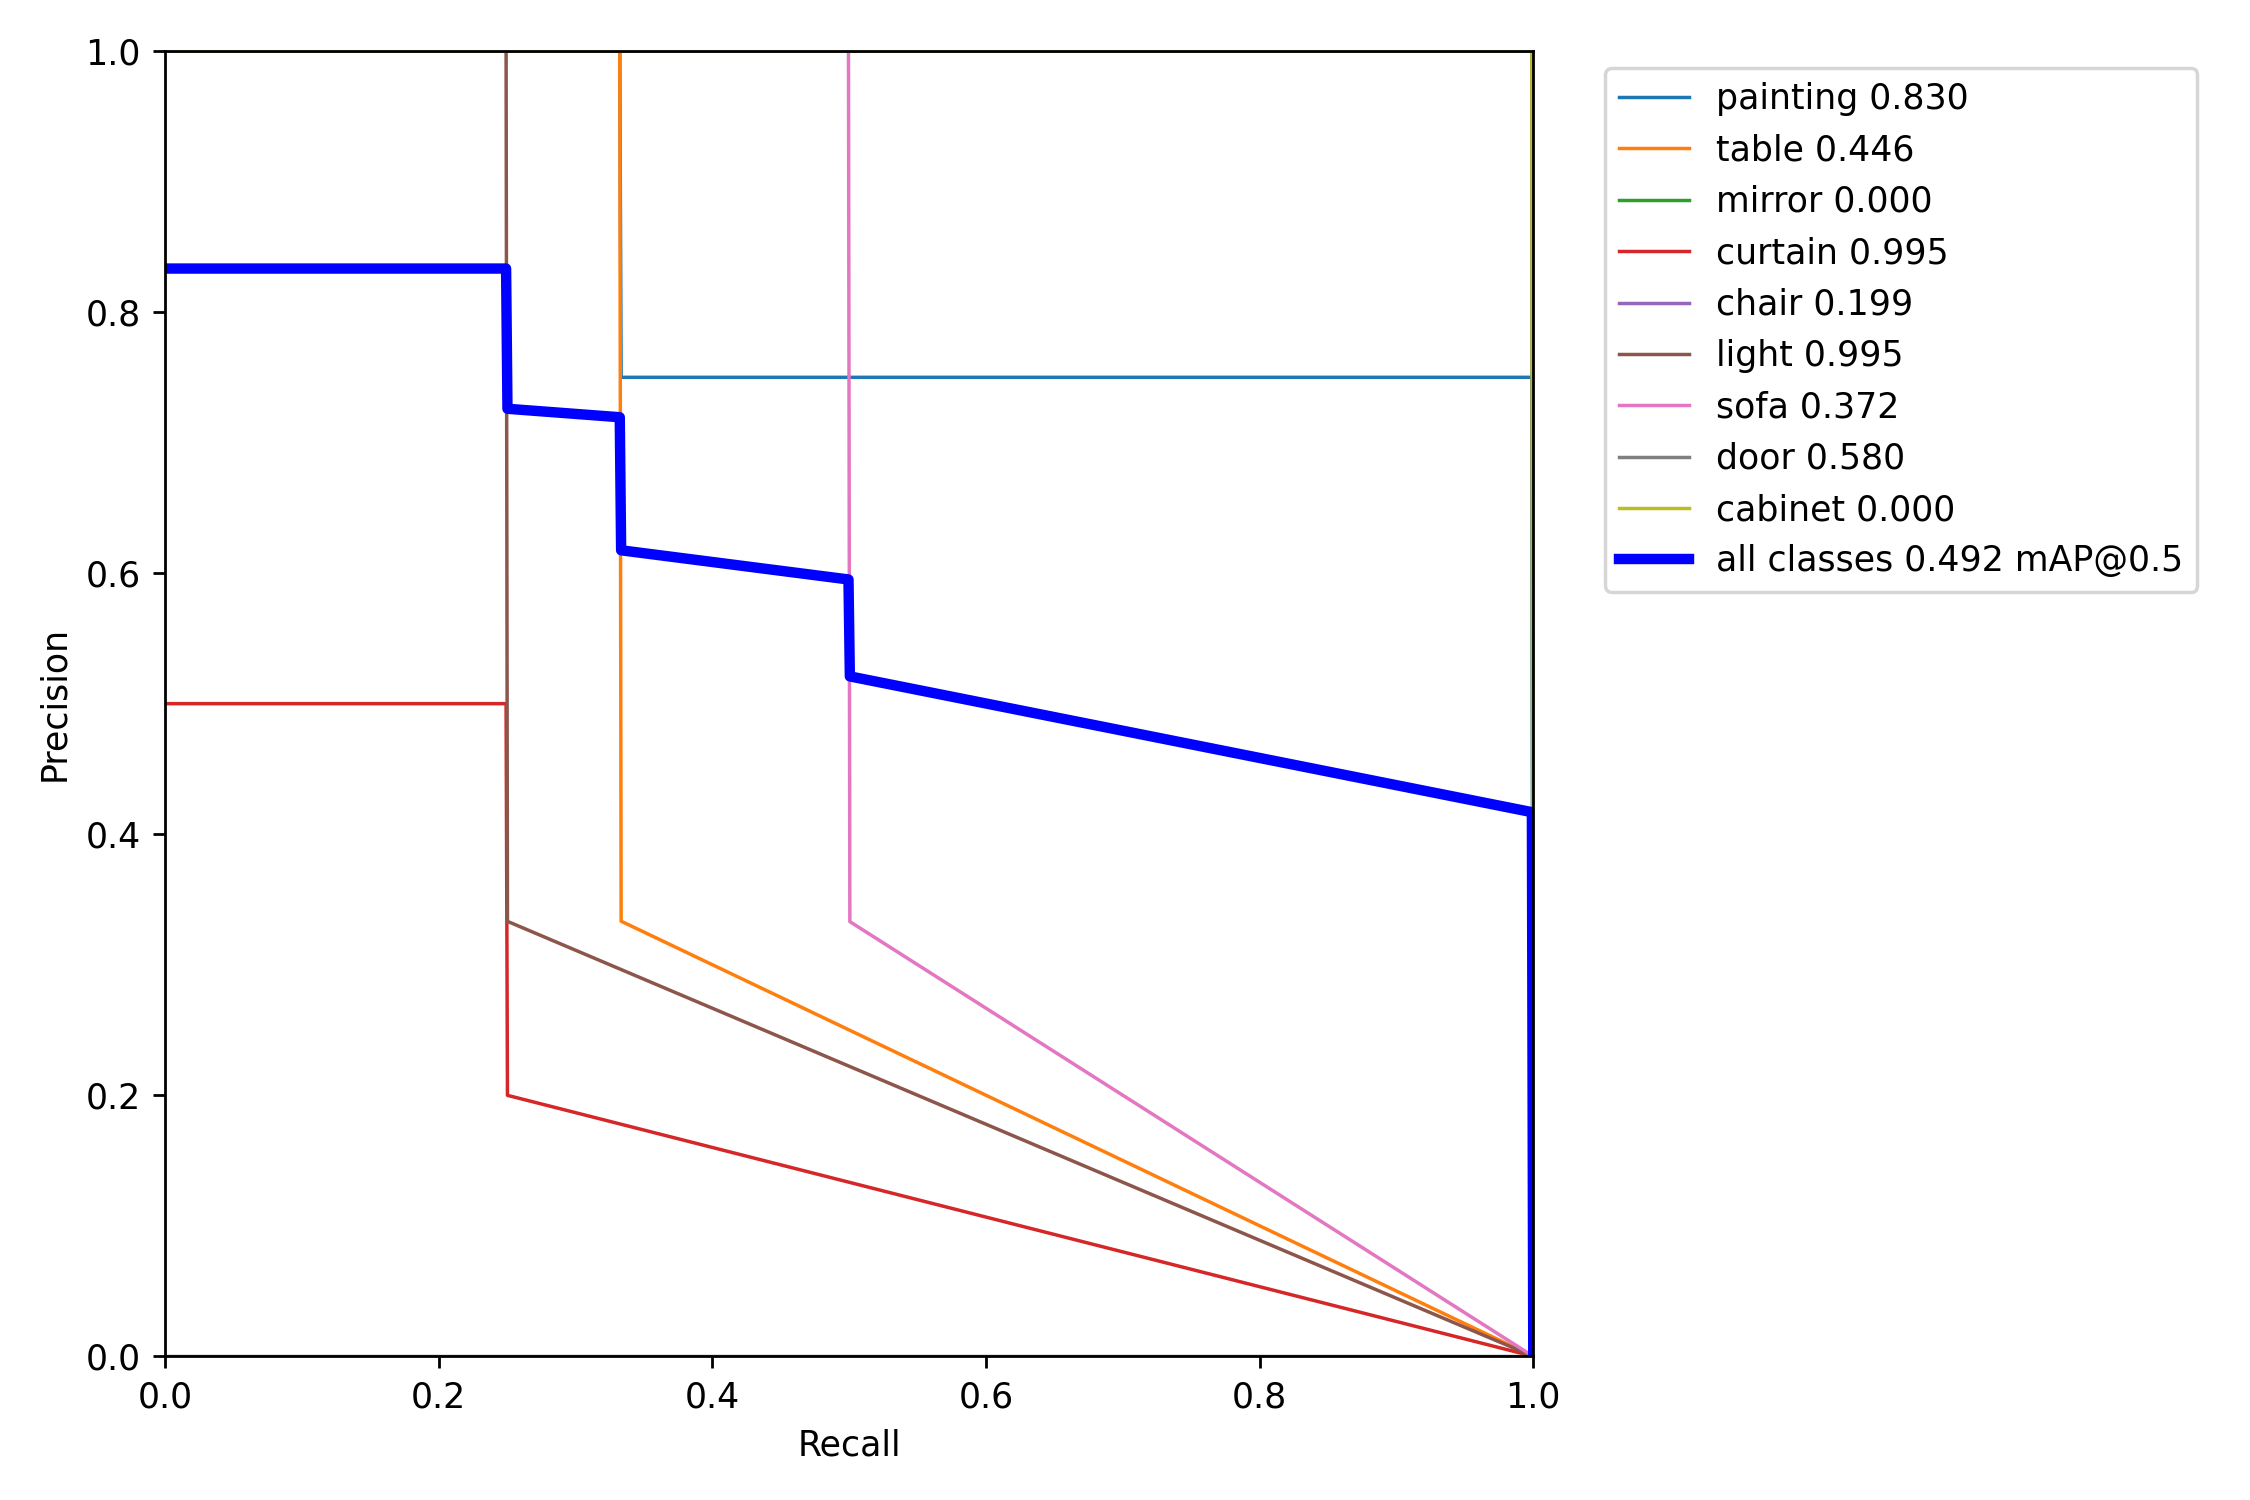 1.0
0.8
0.6
0.4
0.2
0.0
Precision
0.0 0.2 0.4 0.6 0.8 1.0
Recall
painting 0.830
table 0.446
mirror 0.000
curtain 0.995
chair 0.199
light 0.995
sofa 0.372
door 0.580
cabinet 0.000
all classes 0.492 mAP@0.5